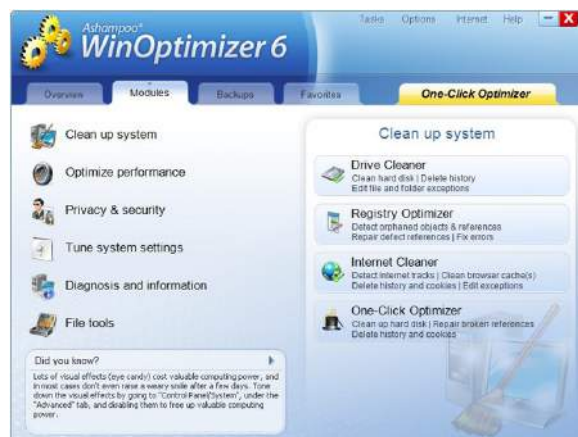 Ashampoo®
WinOptimizer 6
Tasks Options Internet Help
Overview Modules Backups Favorites One-Click Optimizer
Clean up system
Optimize performance
Privacy & security
Tune system settings
Diagnosis and information
File tools
Did you know?
Lots of visual effects (eye candy) cost valuable computing power, and
in most cases don't even raise a weary smile after a few days. Tone
down the visual effects by going to "Control Panel/System", under the
"Advanced" tab, and disabling them to free up valuable computing
power.
Clean up system
Drive Cleaner
Clean hard disk | Delete history
Edit file and folder exceptions
Registry Optimizer
Detect orphaned objects & references
Repair defect references | Fix errors
Internet Cleaner
Detect Internet tracks | Clean browser cache(s)
Delete history and cookies | Edit exceptions
One-Click Optimizer
Clean up hard disk | Repair broken references
Delete history and cookies